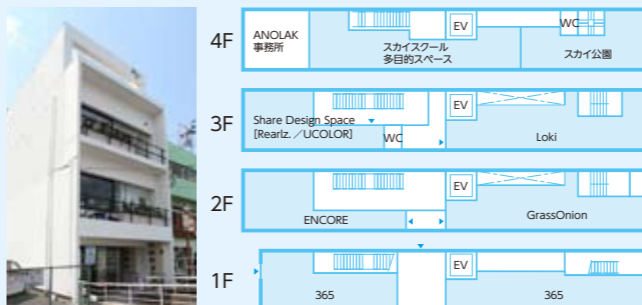 4F
ANOLAK
事務所
スカイスクール
多目的スペース
EV
WC
スカイ公園
3F
Share Design Space
[Rearlz.／UCOLOR]
WC
EV
Loki
2F
ENCORE
EV
GrassOnion
1F
365
EV
365